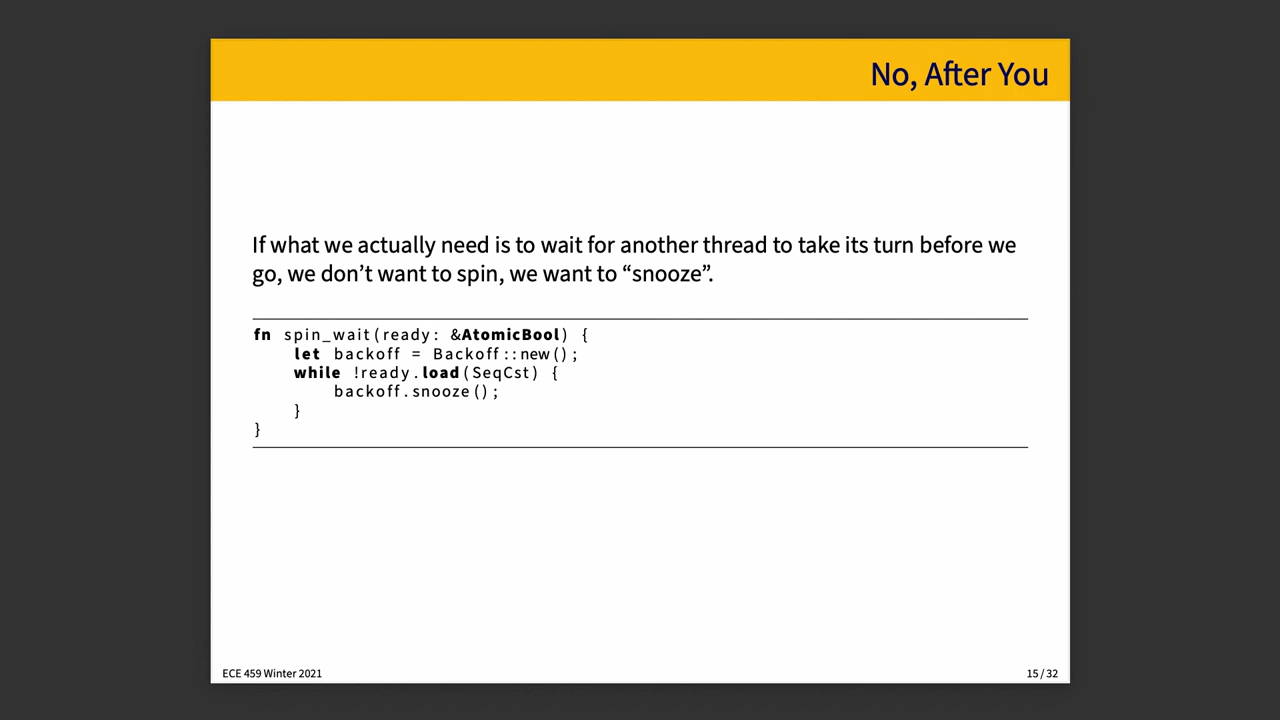 No, After You
If what we actually need is to wait for another thread to take its turn before we
go, we don’t want to spin, we want to “snooze”.
fn spin_wait(ready: &AtomicBool) {
    let backoff = Backoff::new();
    while !ready.load(SeqCst) {
        backoff.snooze();
    }
}
ECE 459 Winter 2021
15 / 32